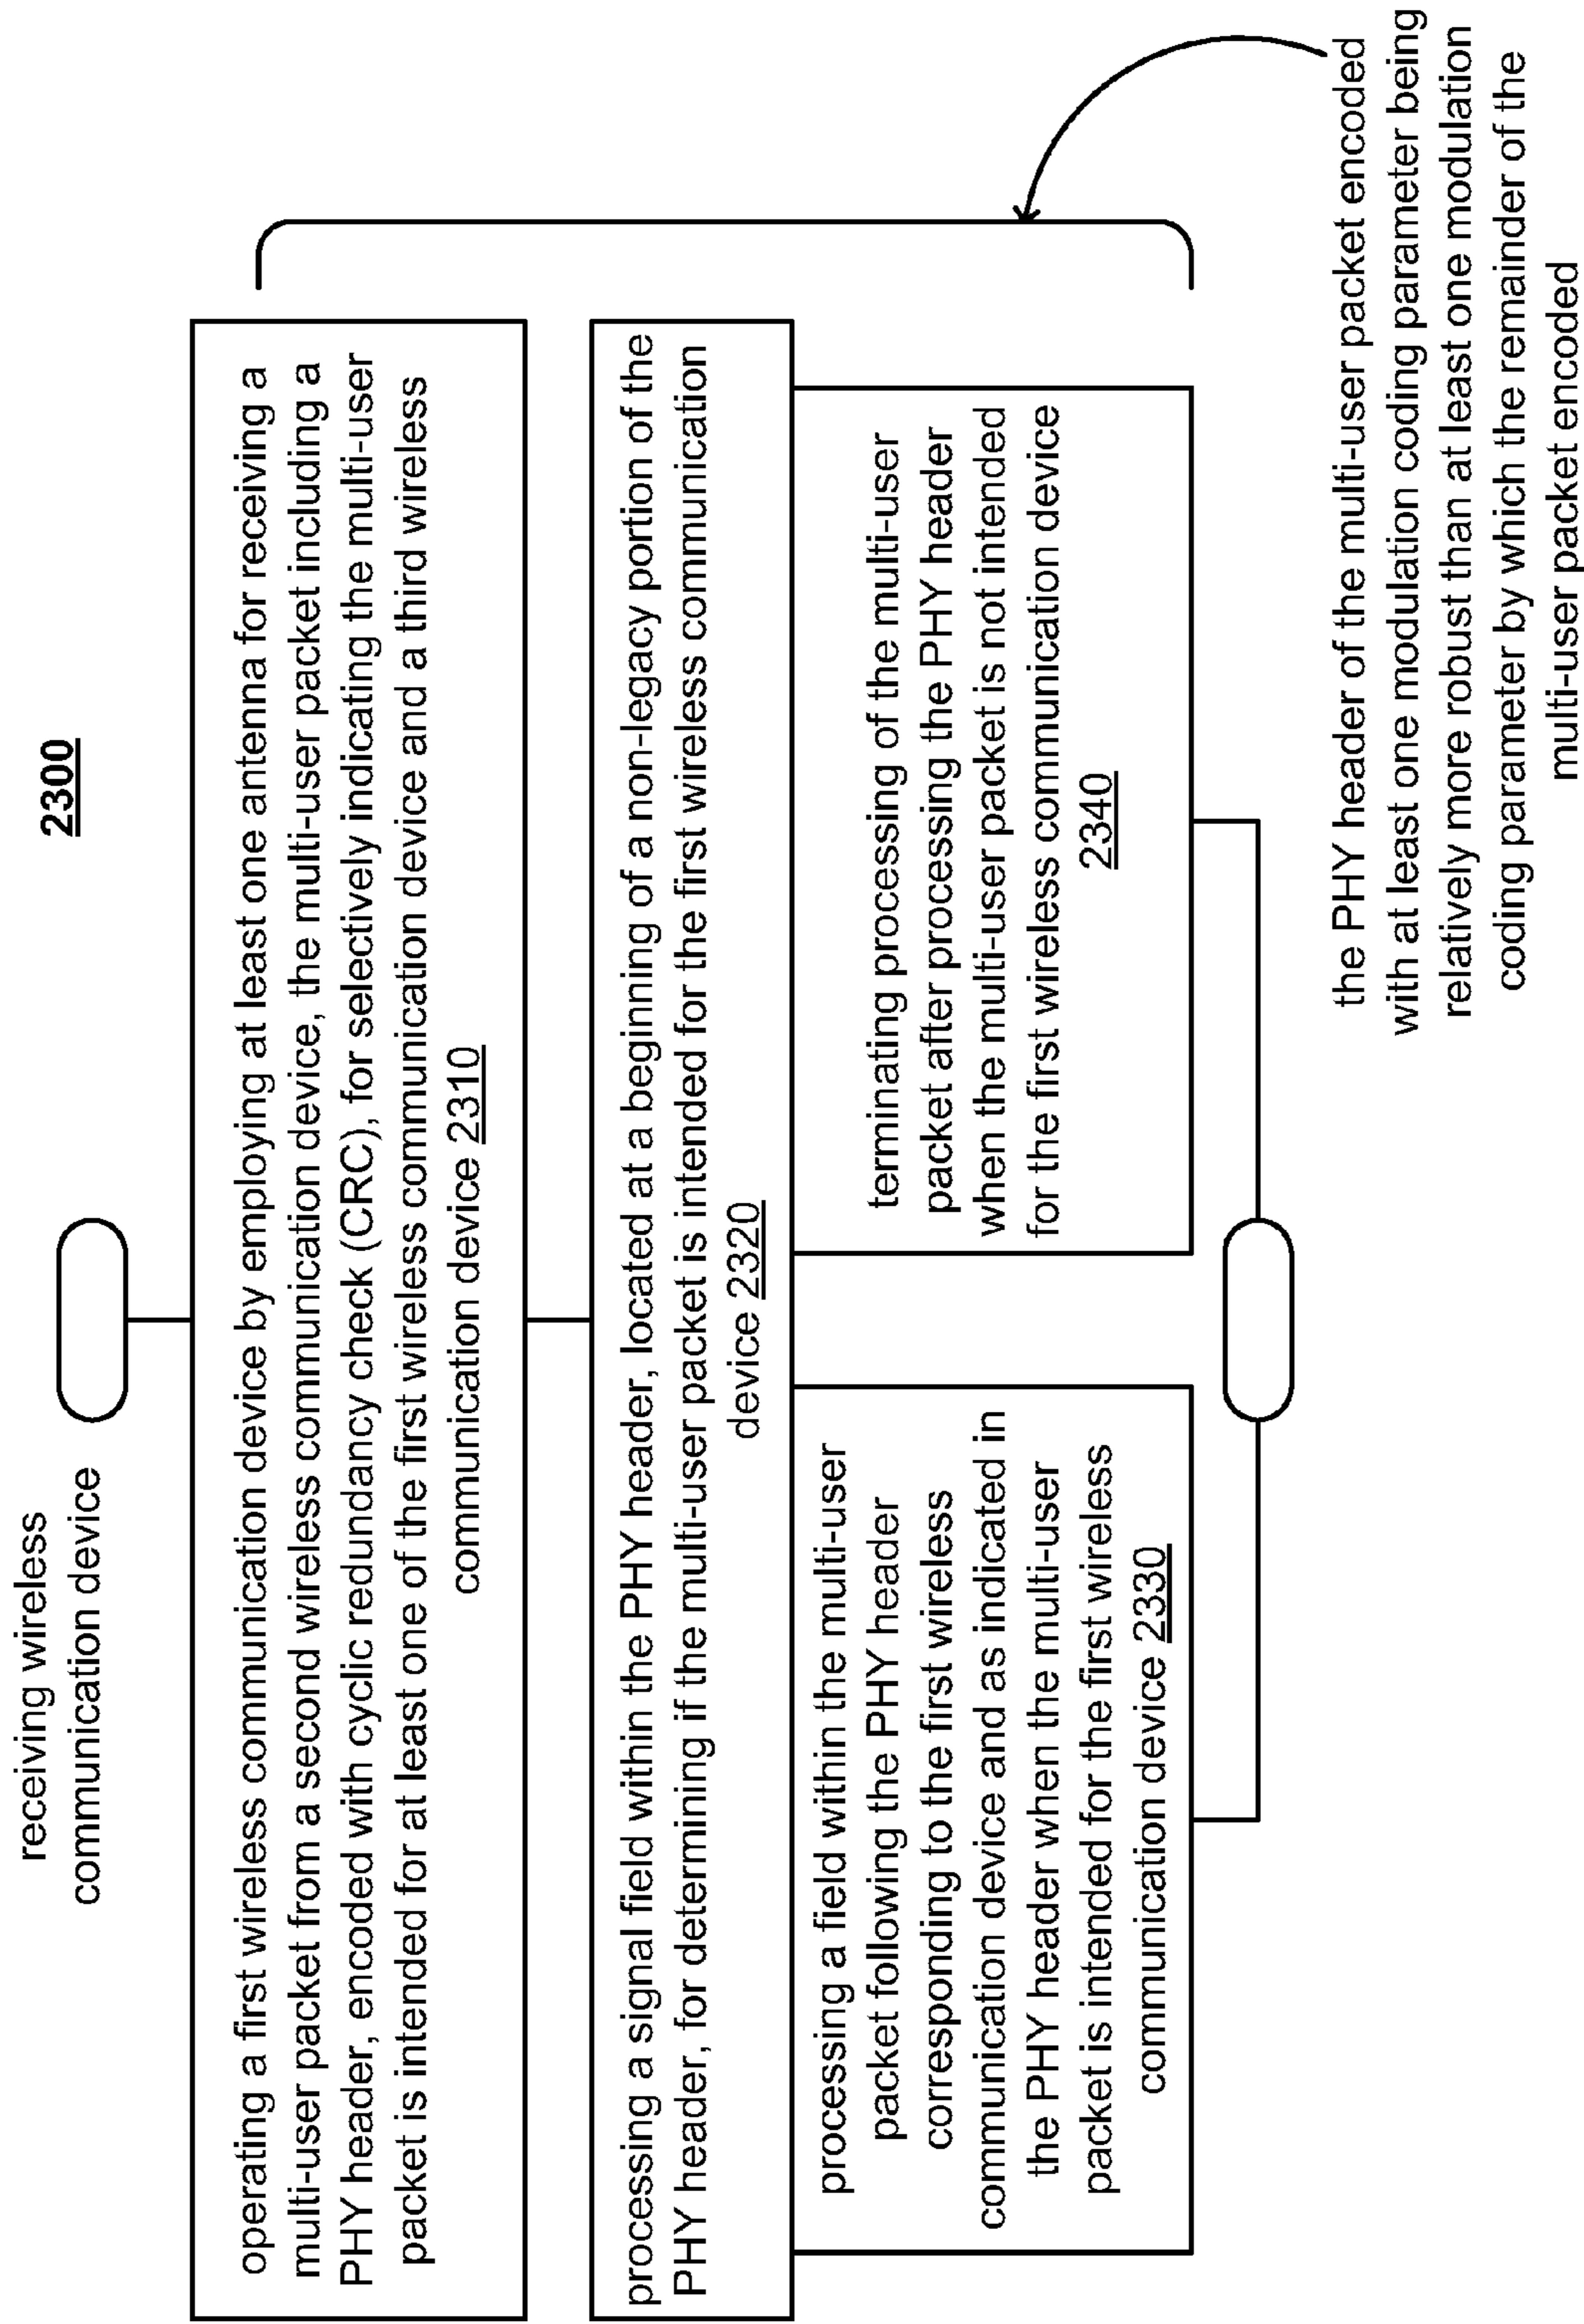 2300
receiving wireless
communication device
operating a first wireless communication device by employing at least one antenna for receiving a
multi-user packet from a second wireless communication device, the multi-user packet including a
PHY header, encoded with cyclic redundancy check (CRC), for selectively indicating the multi-user
packet is intended for at least one of the first wireless communication device and a third wireless
communication device 2310
processing a signal field within the PHY header, located at a beginning of a non-legacy portion of the
PHY header, for determining if the multi-user packet is intended for the first wireless communication
device 2320
processing a field within the multi-user
packet following the PHY header
corresponding to the first wireless
communication device and as indicated in
the PHY header when the multi-user
packet is intended for the first wireless
communication device 2330
terminating processing of the multi-user
packet after processing the PHY header
when the multi-user packet is not intended
for the first wireless communication device
2340
the PHY header of the multi-user packet encoded
with at least one modulation coding parameter being
relatively more robust than at least one modulation
coding parameter by which the remainder of the
multi-user packet encoded